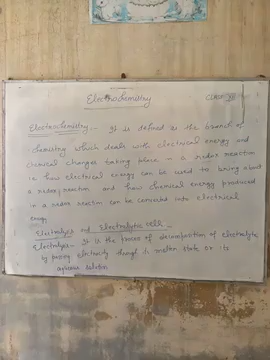 Electrochemistry CLASS XII
Electrochemistry:- It is defined as the branch of
chemistry which deals with electrical energy and
chemical changes taking place in a redox reaction
ie how electrical energy can be used to bring about
a redox reaction and how chemical energy produced
in a redox reaction can be converted into electrical
energy
Electrolysis and Electrolytic cell:-
Electrolysis:- It is the process of decomposition of electrolyte
by passing electricity through its molten state or its
aqueous solution